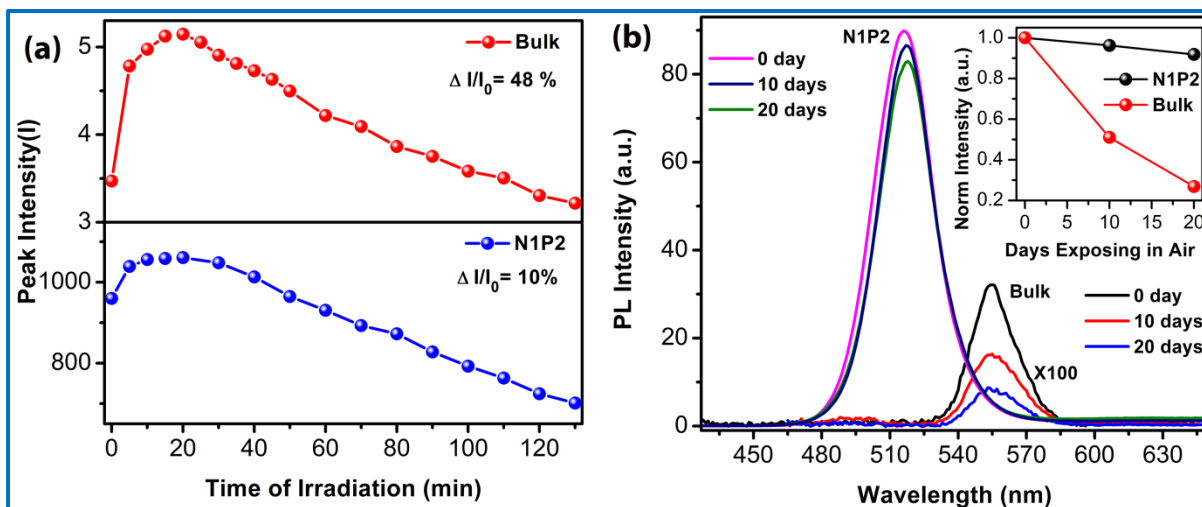 (a)
Bulk
Δ I/I0= 48 %
5
4
3
N1P2
Δ I/I0= 10%
1000
800
Peak Intensity(I)
0 20 40 60 80 100 120
Time of Irradiation (min)
(b)
N1P2
0 day
10 days
20 days
80
60
40
20
0
PL Intensity (a.u.)
Bulk
X100
0 day
10 days
20 days
450 480 510 540 570 600 630
Wavelength (nm)
1.0
0.8
0.6
0.4
0.2
Norm Intensity (a.u.)
N1P2
Bulk
0 5 10 15 20
Days Exposing in Air